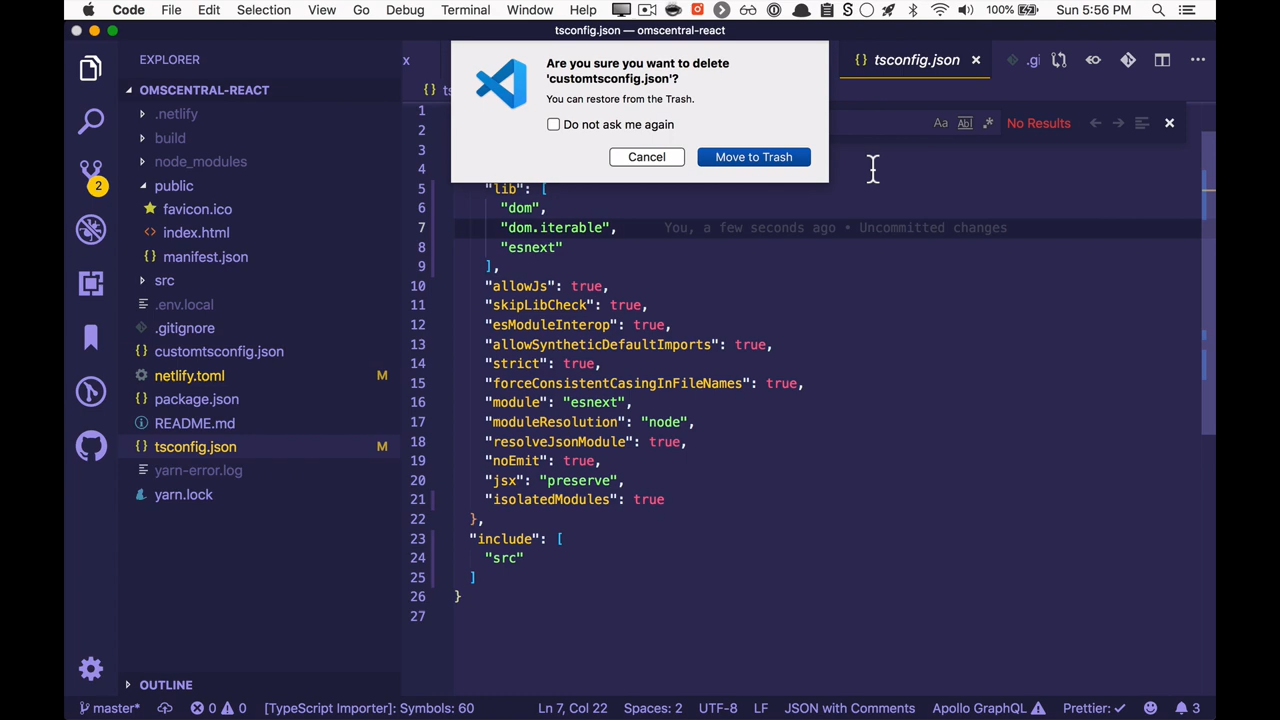 Code File Edit Selection View Go Debug Terminal Window Help 100% Sun 5:56 PM
tsconfig.json — omscentral-react
EXPLORER
OMSCENTRAL-REACT
.netlify
build
node_modules
public
favicon.ico
index.html
manifest.json
src
.env.local
.gitignore
customtsconfig.json
netlify.toml M
package.json
README.md
tsconfig.json M
yarn-error.log
yarn.lock
OUTLINE
2
x {} tsconfig.json × .gi
{} ts
Aa Abl .* No Results
Are you sure you want to delete
'customtsconfig.json'?
You can restore from the Trash.
Do not ask me again
Cancel Move to Trash
1
2
3
4
5 "lib": [
6 "dom",
7 "dom.iterable", You, a few seconds ago • Uncommitted changes
8 "esnext"
9 ],
10 "allowJs": true,
11 "skipLibCheck": true,
12 "esModuleInterop": true,
13 "allowSyntheticDefaultImports": true,
14 "strict": true,
15 "forceConsistentCasingInFileNames": true,
16 "module": "esnext",
17 "moduleResolution": "node",
18 "resolveJsonModule": true,
19 "noEmit": true,
20 "jsx": "preserve",
21 "isolatedModules": true
22 },
23 "include": [
24 "src"
25 ]
26 }
27
master* 0 0 [TypeScript Importer]: Symbols: 60 Ln 7, Col 22 Spaces: 2 UTF-8 LF JSON with Comments Apollo GraphQL Prettier: ✓ 3